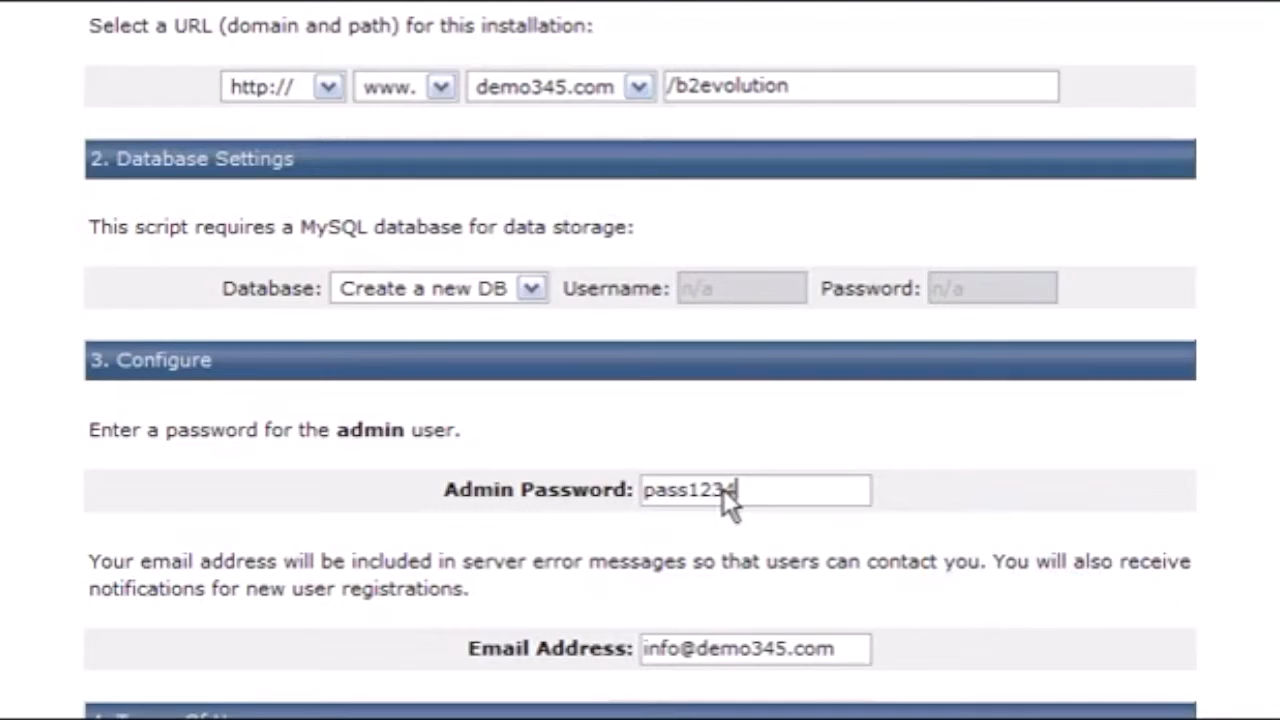 Select a URL (domain and path) for this installation:
http:// www. demo345.com /b2evolution
2. Database Settings
This script requires a MySQL database for data storage:
Database: Create a new DB Username: n/a Password: n/a
3. Configure
Enter a password for the admin user.
Admin Password: pass1234
Your email address will be included in server error messages so that users can contact you. You will also receive
notifications for new user registrations.
Email Address: info@demo345.com